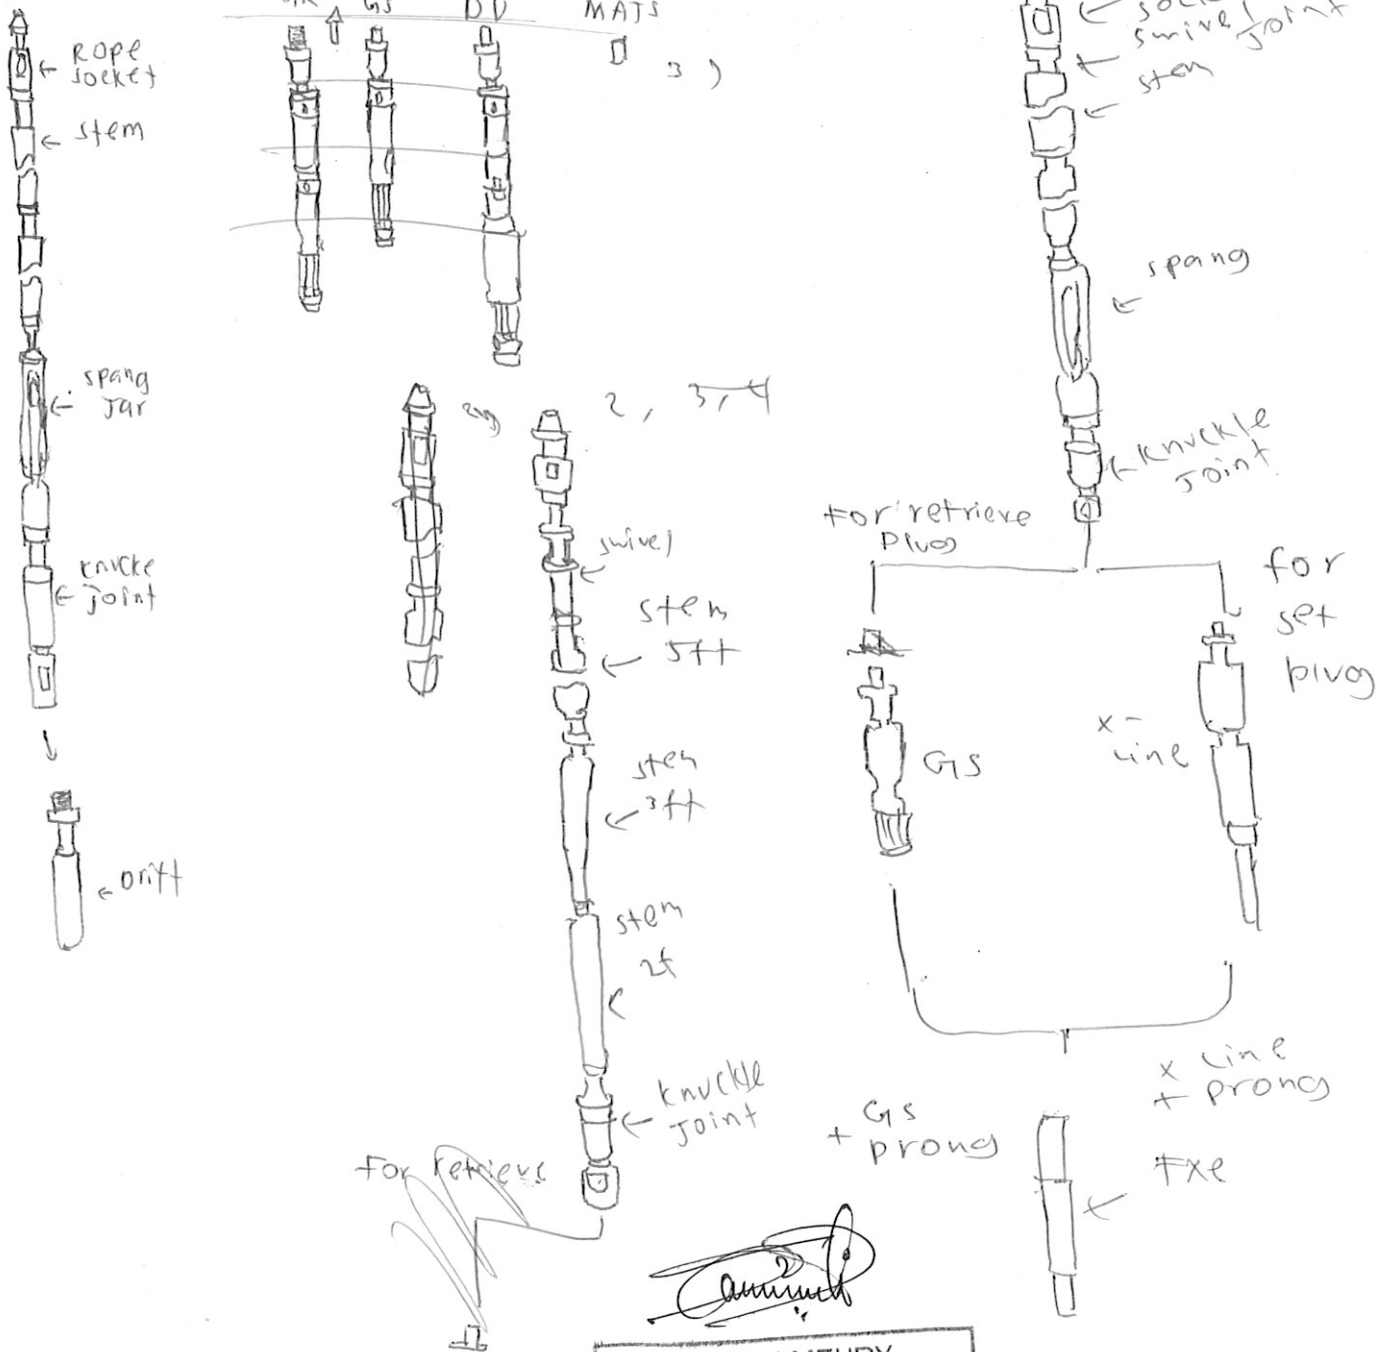 GS
DD
MATS
3)
ROPE
socket
stem
spang
Jar
knucke
joint
Drift
2, 3,4
swivel
stem
5ft
stem
3ft
stem
2f
knuckle
Joint
For retrieve
swivel
Joint
stem
spang
knuckle
Joint
For retrieve
plug
for
set
plug
GS
x-
Line
+ GS
prong
x Line
+ prong
FXE